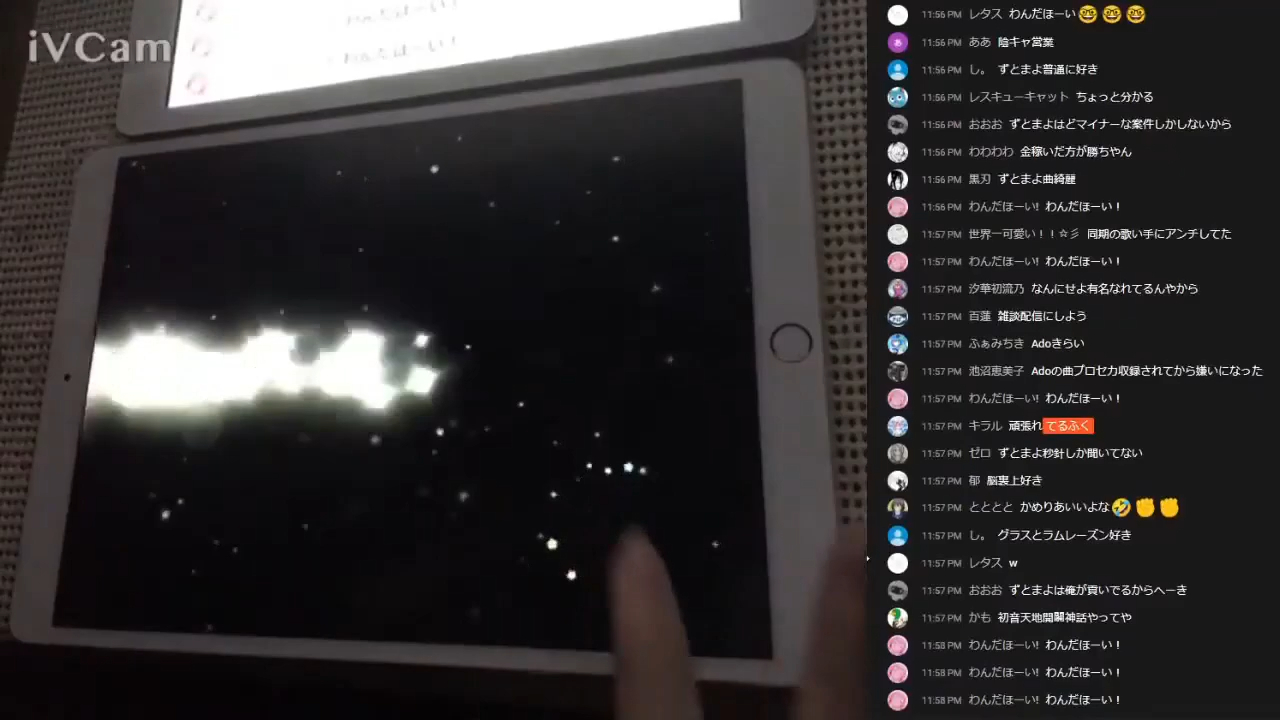 iVCam
わんだほーい!
わんだほーい!
11:56 PM レタス わんだほーい🤓🤓🤓
11:56 PM ああ 陰キャ営業
11:56 PM し。 ずとまよ普通に好き
11:56 PM レスキューキャット ちょっと分かる
11:56 PM おおお ずとまよはどマイナーな案件しかしないから
11:56 PM わわわわ 金稼いだ方が勝ちやん
11:56 PM 黒刃 ずとまよ曲綺麗
11:56 PM わんだほーい! わんだほーい!
11:57 PM 世界一可愛い!!☆彡 同期の歌い手にアンチしてた
11:57 PM わんだほーい! わんだほーい!
11:57 PM 汐華初流乃 なんにせよ有名なれてるんやから
11:57 PM 百蓮 雑談配信にしよう
11:57 PM ふぁみちき Adoきらい
11:57 PM 池沼恵美子 Adoの曲プロセカ収録されてから嫌いになった
11:57 PM わんだほーい! わんだほーい!
11:57 PM キラル 頑張れてるふく
11:57 PM ゼロ ずとまよ秒針しか聞いてない
11:57 PM 郁 脳裏上好き
11:57 PM とととと かめりあいいよな🤣✊✊
11:57 PM し。 グラスとラムレーズン好き
11:57 PM レタス w
11:57 PM おおお ずとまよは俺が買いでるからへーき
11:57 PM かも 初音天地開闢神話やってや
11:58 PM わんだほーい! わんだほーい!
11:58 PM わんだほーい! わんだほーい!
11:58 PM わんだほーい! わんだほーい!